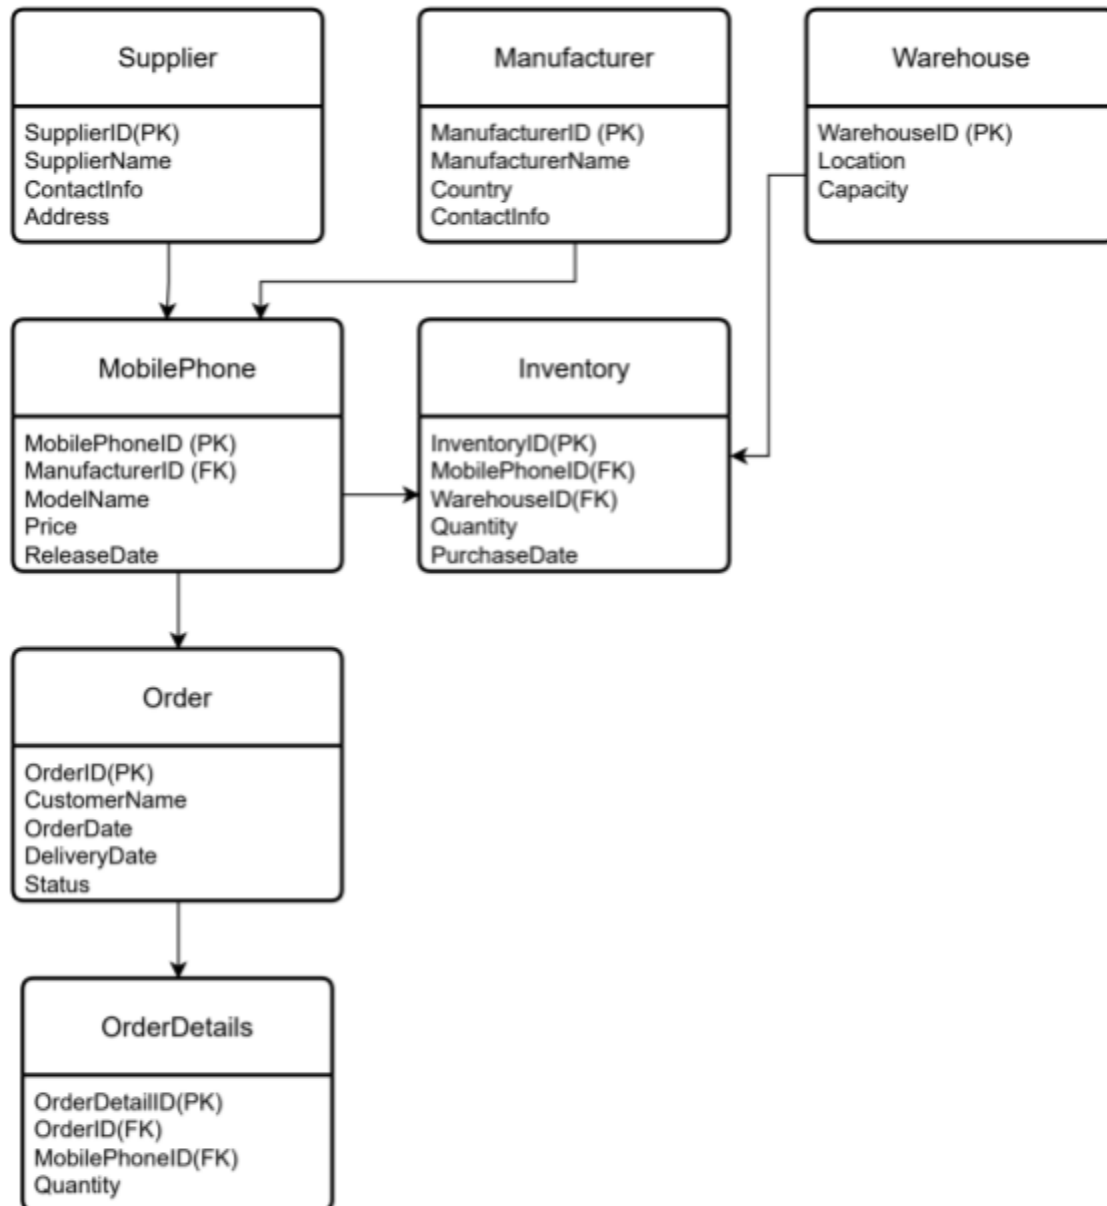 Supplier
SupplierID(PK)
SupplierName
ContactInfo
Address
Manufacturer
ManufacturerID (PK)
ManufacturerName
Country
ContactInfo
Warehouse
WarehouseID (PK)
Location
Capacity
MobilePhone
MobilePhoneID (PK)
ManufacturerID (FK)
ModelName
Price
ReleaseDate
Inventory
InventoryID(PK)
MobilePhoneID(FK)
WarehouseID(FK)
Quantity
PurchaseDate
Order
OrderID(PK)
CustomerName
OrderDate
DeliveryDate
Status
OrderDetails
OrderDetailID(PK)
OrderID(FK)
MobilePhoneID(FK)
Quantity